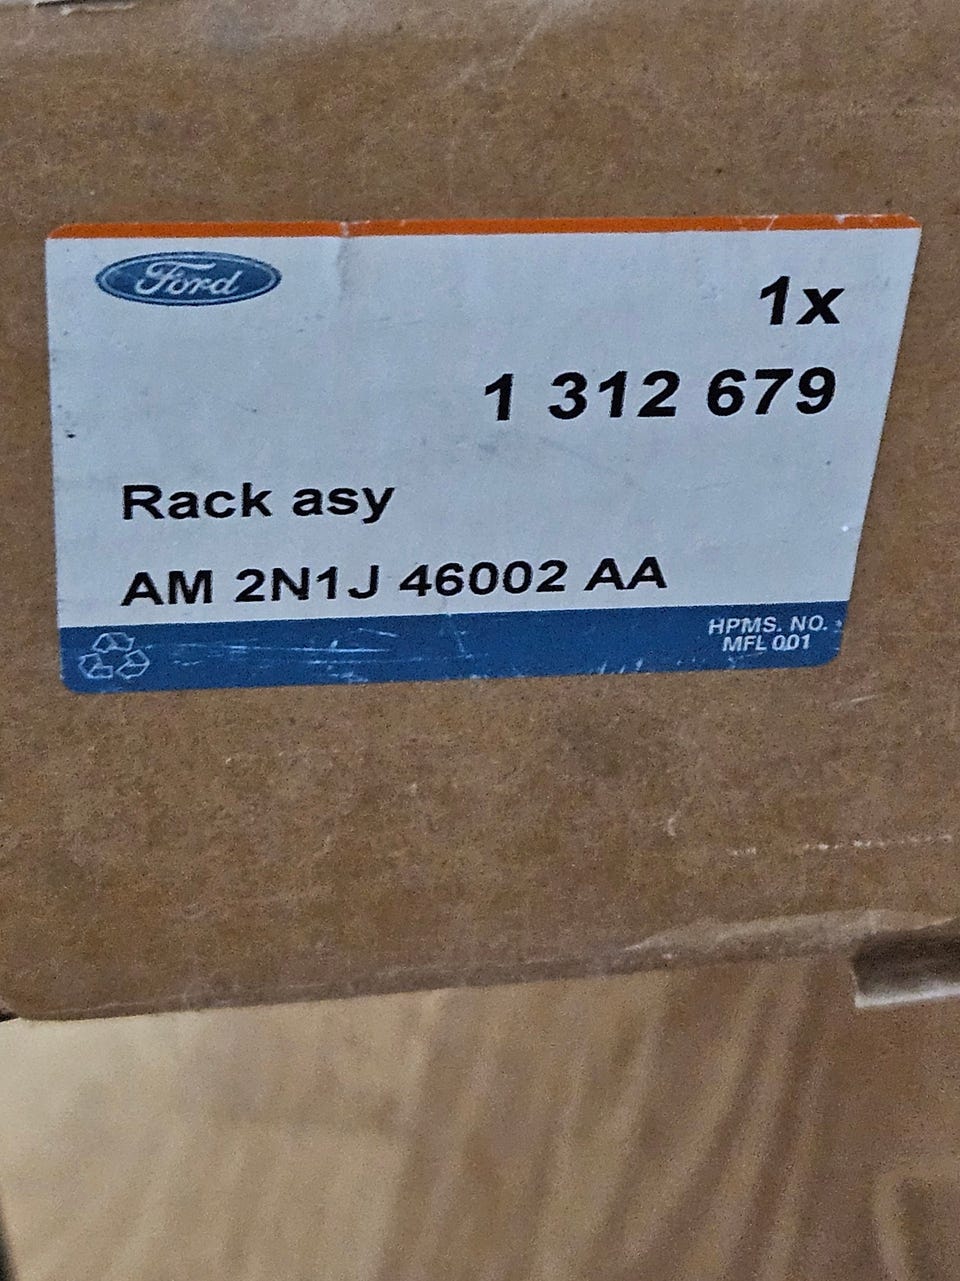 Ford
1x
1 312 679
Rack asy
AM 2N1J 46002 AA
HPMS. NO.
MFL 001